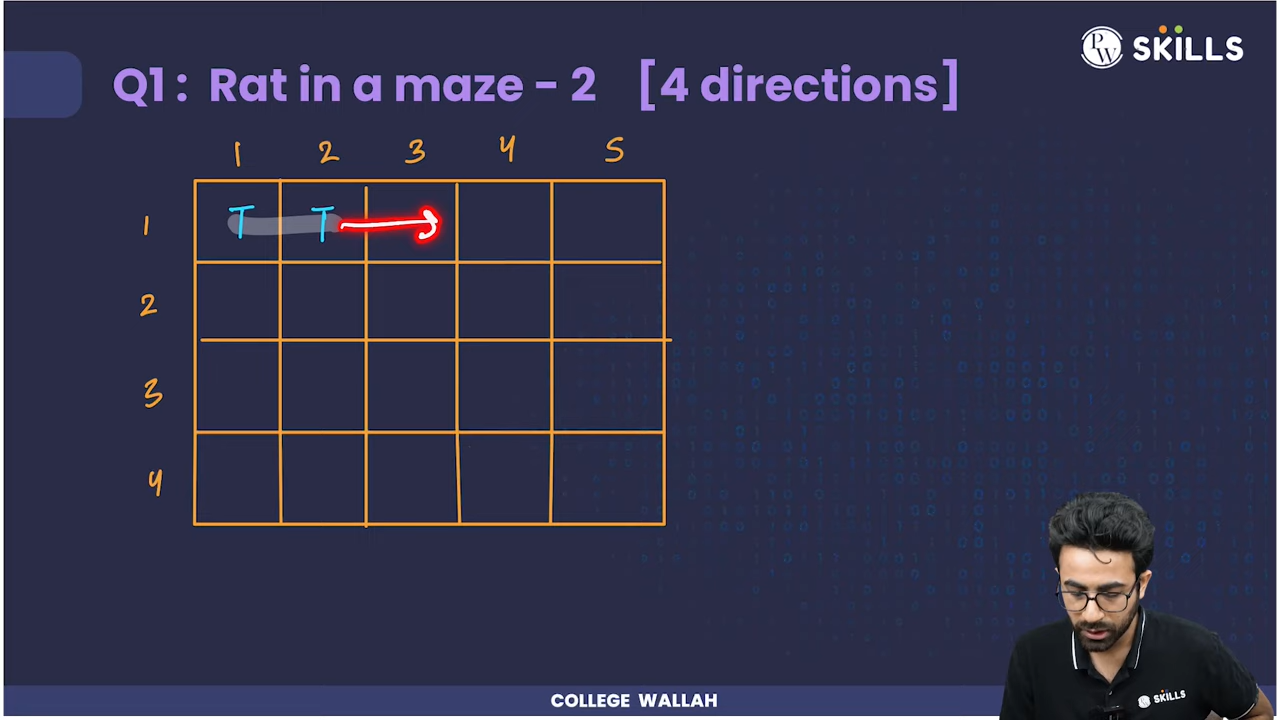 PW SKILLS
Q1 : Rat in a maze - 2 [4 directions]
1 2 3 4 5
1 T T
2
3
4
SKILLS
COLLEGE WALLAH